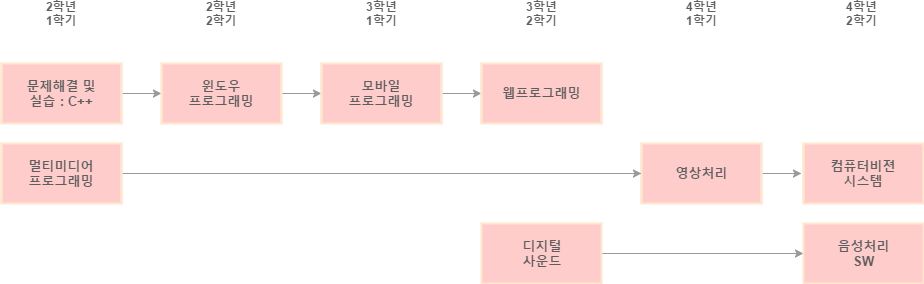 2학년
1학기
2학년
2학기
3학년
1학기
3학년
2학기
4학년
1학기
4학년
2학기
문제해결 및
실습 : C++
윈도우
프로그래밍
모바일
프로그래밍
웹프로그래밍
멀티미디어
프로그래밍
영상처리
컴퓨터비젼
시스템
디지털
사운드
음성처리
SW